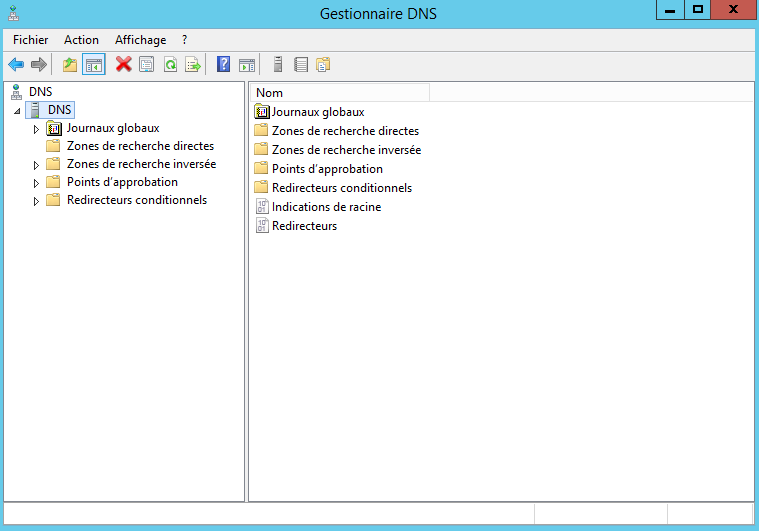 Gestionnaire DNS
Fichier Action Affichage ?
DNS
DNS
Journaux globaux
Zones de recherche directes
Zones de recherche inversée
Points d'approbation
Redirecteurs conditionnels
Nom
Journaux globaux
Zones de recherche directes
Zones de recherche inversée
Points d'approbation
Redirecteurs conditionnels
Indications de racine
Redirecteurs